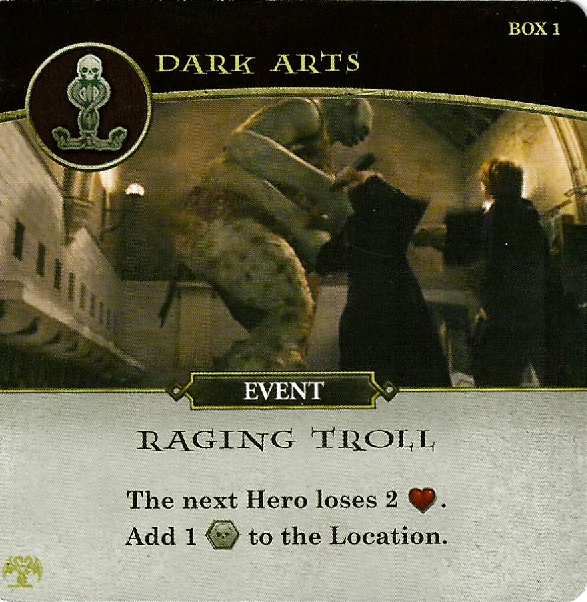 BOX 1
DARK ARTS
EVENT
RAGING TROLL
The next Hero loses 2 .
Add 1 to the Location.